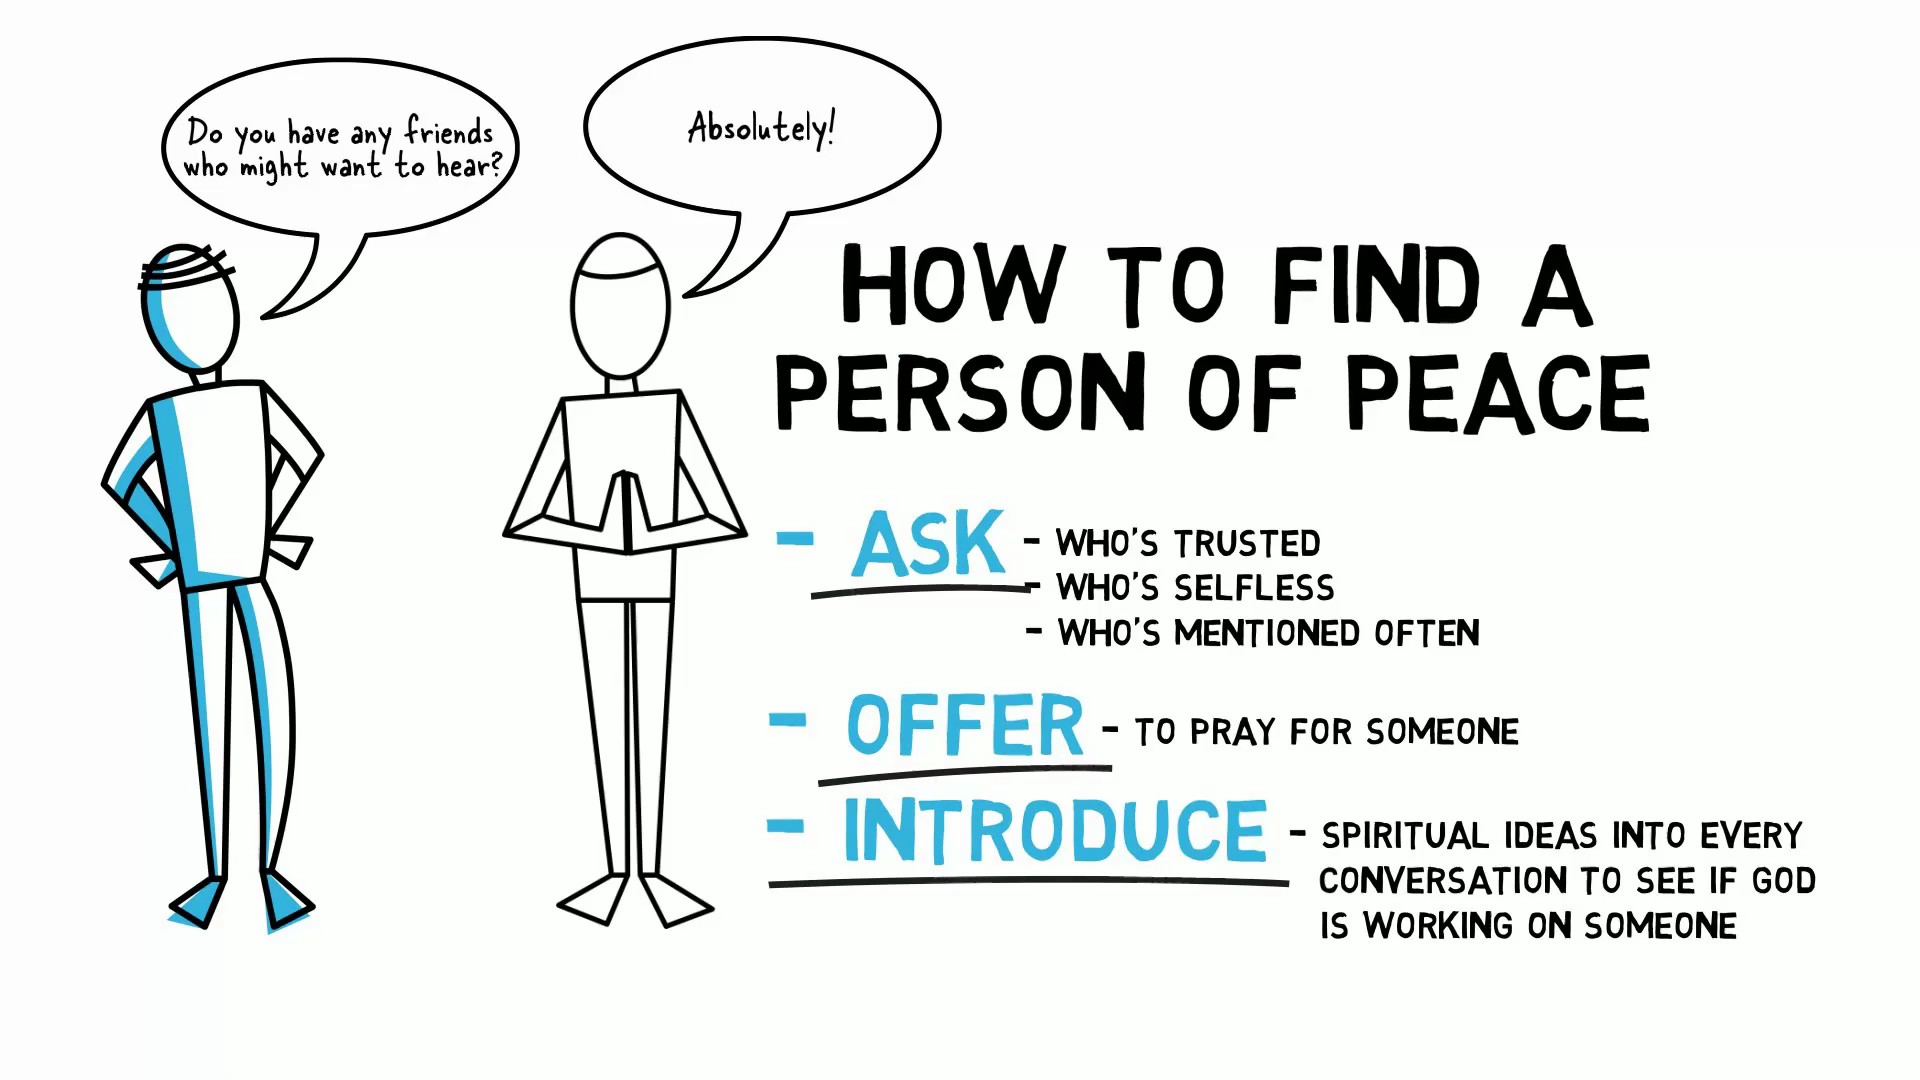 Do you have any friends
who might want to hear?
Absolutely!
HOW TO FIND A
PERSON OF PEACE
- ASK - WHO'S TRUSTED
- WHO'S SELFLESS
- WHO'S MENTIONED OFTEN
- OFFER - TO PRAY FOR SOMEONE
- INTRODUCE - SPIRITUAL IDEAS INTO EVERY
CONVERSATION TO SEE IF GOD
IS WORKING ON SOMEONE